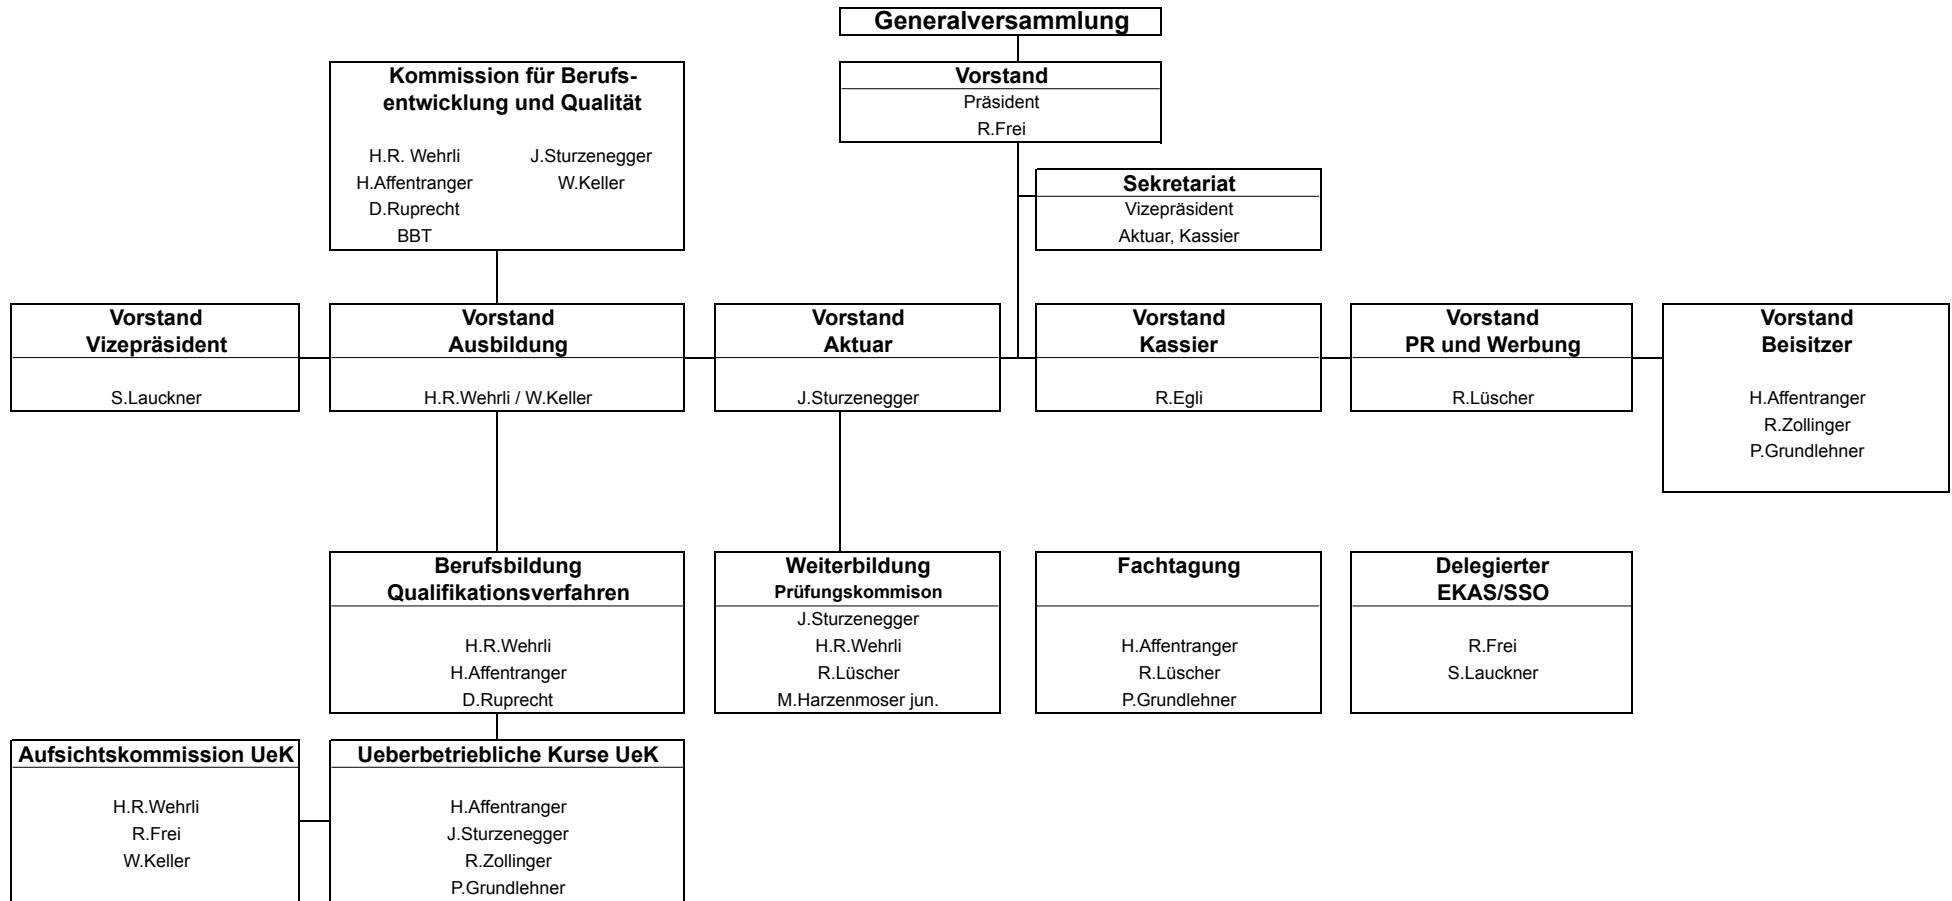 Generalversammlung
Kommission für Berufs-
entwicklung und Qualität
H.R. Wehrli
J.Sturzenegger
H.Affentranger
W.Keller
D.Ruprecht
BBT
Vorstand
Präsident
R.Frei
Sekretariat
Vizepräsident
Aktuar, Kassier
Vorstand
Vizepräsident
S.Lauckner
Vorstand
Ausbildung
H.R.Wehrli / W.Keller
Vorstand
Aktuar
J.Sturzenegger
Vorstand
Kassier
R.Egli
Vorstand
PR und Werbung
R.Lüscher
Vorstand
Beisitzer
H.Affentranger
R.Zollinger
P.Grundlehner
Berufsbildung
Qualifikationsverfahren
H.R.Wehrli
H.Affentranger
D.Ruprecht
Weiterbildung
Prüfungskommison
J.Sturzenegger
H.R.Wehrli
R.Lüscher
M.Harzenmoser jun.
Fachtagung
H.Affentranger
R.Lüscher
P.Grundlehner
Delegierter
EKAS/SSO
R.Frei
S.Lauckner
Aufsichtskommission UeK
H.R.Wehrli
R.Frei
W.Keller
Ueberbetriebliche Kurse UeK
H.Affentranger
J.Sturzenegger
R.Zollinger
P.Grundlehner